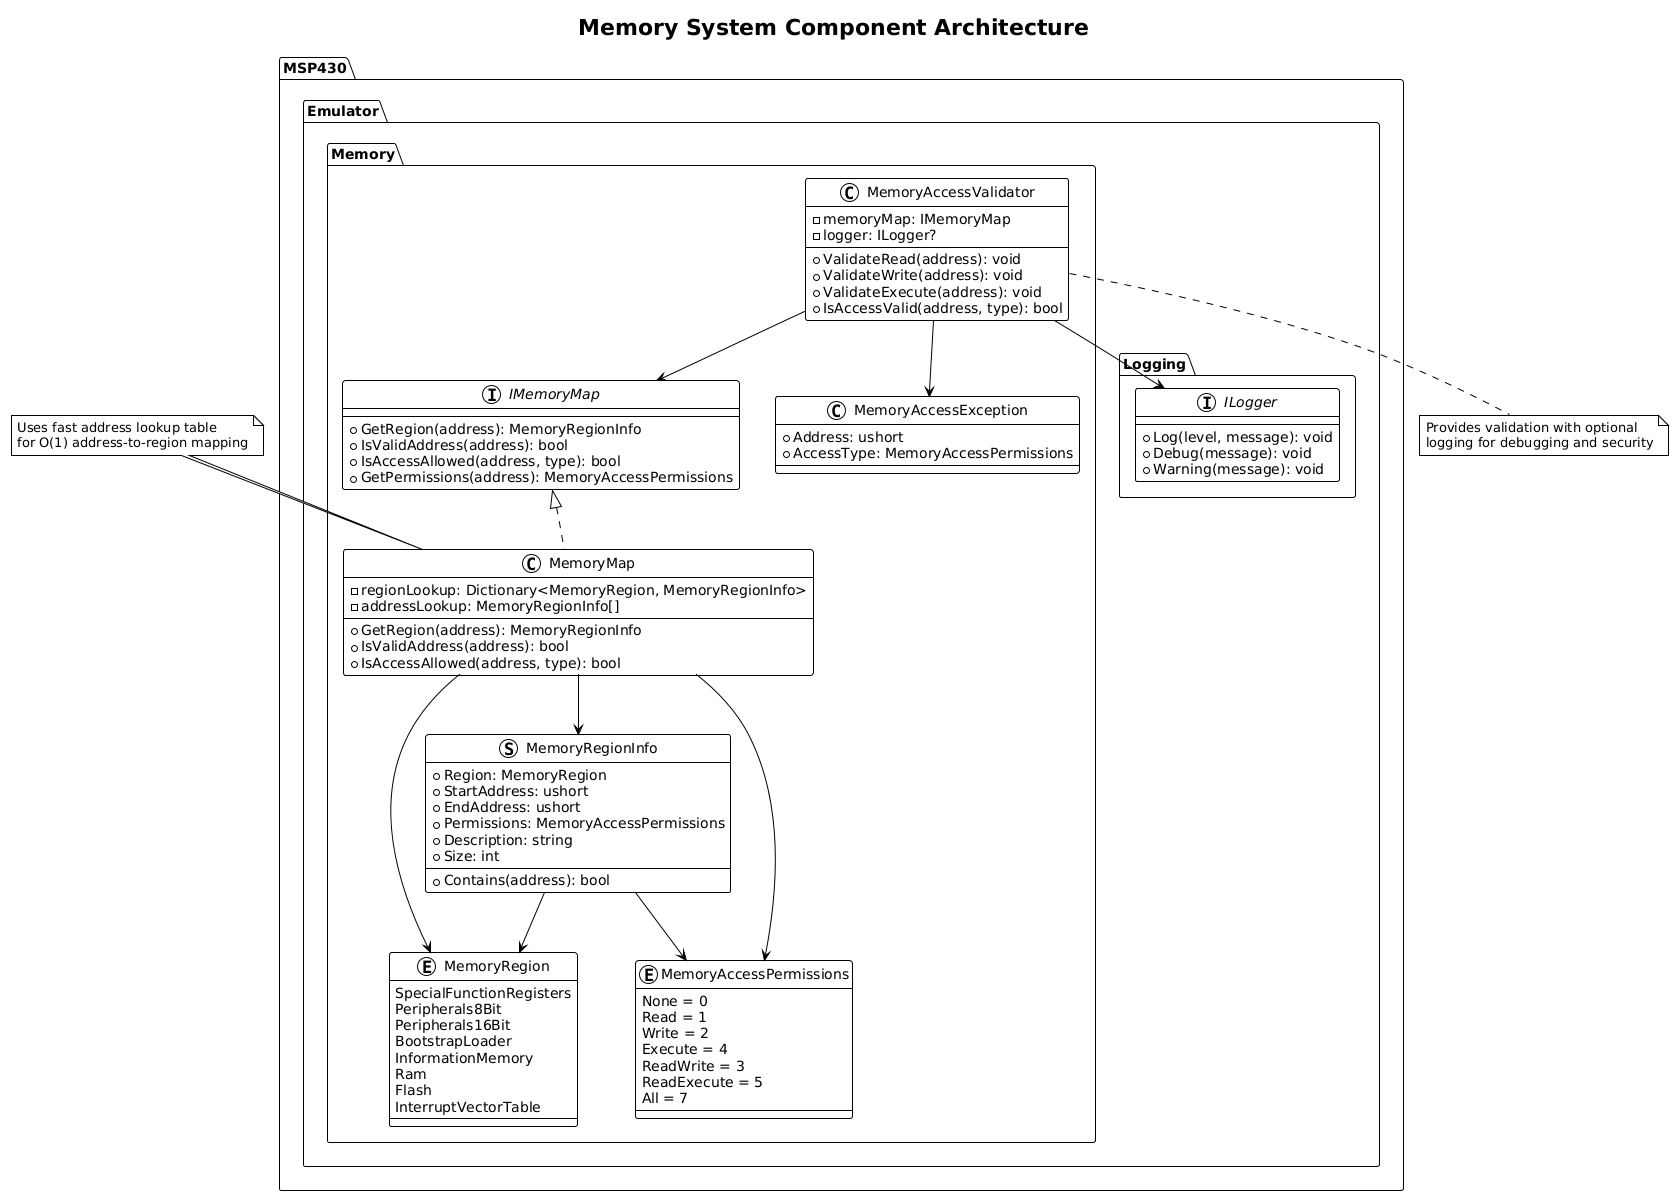 Memory System Component Architecture
MSP430
Emulator
Memory
C MemoryAccessValidator
memoryMap: IMemoryMap
logger: ILogger?
ValidateRead(address): void
ValidateWrite(address): void
ValidateExecute(address): void
IsAccessValid(address, type): bool
Logging
I ILogger
Log(level, message): void
Debug(message): void
Warning(message): void
I IMemoryMap
GetRegion(address): MemoryRegionInfo
IsValidAddress(address): bool
IsAccessAllowed(address, type): bool
GetPermissions(address): MemoryAccessPermissions
C MemoryAccessException
Address: ushort
AccessType: MemoryAccessPermissions
Uses fast address lookup table
for O(1) address-to-region mapping
Provides validation with optional
logging for debugging and security
C MemoryMap
regionLookup: Dictionary<MemoryRegion, MemoryRegionInfo>
addressLookup: MemoryRegionInfo[]
GetRegion(address): MemoryRegionInfo
IsValidAddress(address): bool
IsAccessAllowed(address, type): bool
S MemoryRegionInfo
Region: MemoryRegion
StartAddress: ushort
EndAddress: ushort
Permissions: MemoryAccessPermissions
Description: string
Size: int
Contains(address): bool
E MemoryRegion
SpecialFunctionRegisters
Peripherals8Bit
Peripherals16Bit
BootstrapLoader
InformationMemory
Ram
Flash
InterruptVectorTable
E MemoryAccessPermissions
None = 0
Read = 1
Write = 2
Execute = 4
ReadWrite = 3
ReadExecute = 5
All = 7